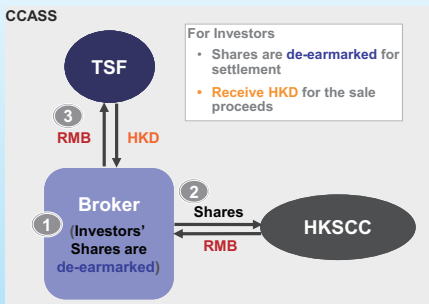 CCASS
TSF
For Investors
• Shares are de-earmarked for
settlement
• Receive HKD for the sale
proceeds
3
RMB
HKD
Broker
1
(Investors’
Shares are
de-earmarked)
2
Shares
RMB
HKSCC